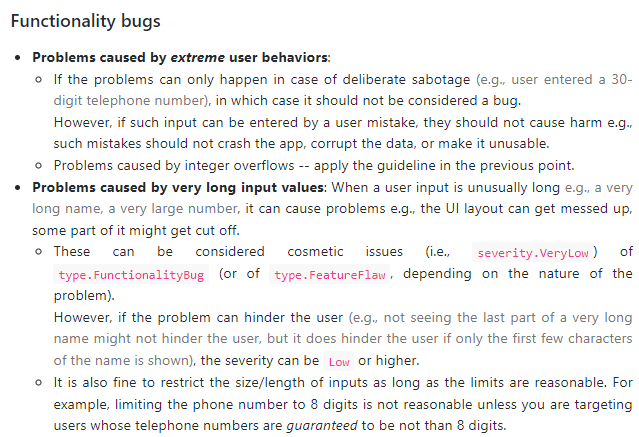 Functionality bugs
• Problems caused by extreme user behaviors:
o If the problems can only happen in case of deliberate sabotage (e.g., user entered a 30-
digit telephone number), in which case it should not be considered a bug.
However, if such input can be entered by a user mistake, they should not cause harm e.g.,
such mistakes should not crash the app, corrupt the data, or make it unusable.
o Problems caused by integer overflows -- apply the guideline in the previous point.
• Problems caused by very long input values: When a user input is unusually long e.g., a very
long name, a very large number, it can cause problems e.g., the UI layout can get messed up,
some part of it might get cut off.
o These can be considered cosmetic issues (i.e., severity.VeryLow) of
type.FunctionalityBug (or of type.FeatureFlaw, depending on the nature of the
problem).
However, if the problem can hinder the user (e.g., not seeing the last part of a very long
name might not hinder the user, but it does hinder the user if only the first few characters
of the name is shown), the severity can be Low or higher.
o It is also fine to restrict the size/length of inputs as long as the limits are reasonable. For
example, limiting the phone number to 8 digits is not reasonable unless you are targeting
users whose telephone numbers are guaranteed to be not than 8 digits.